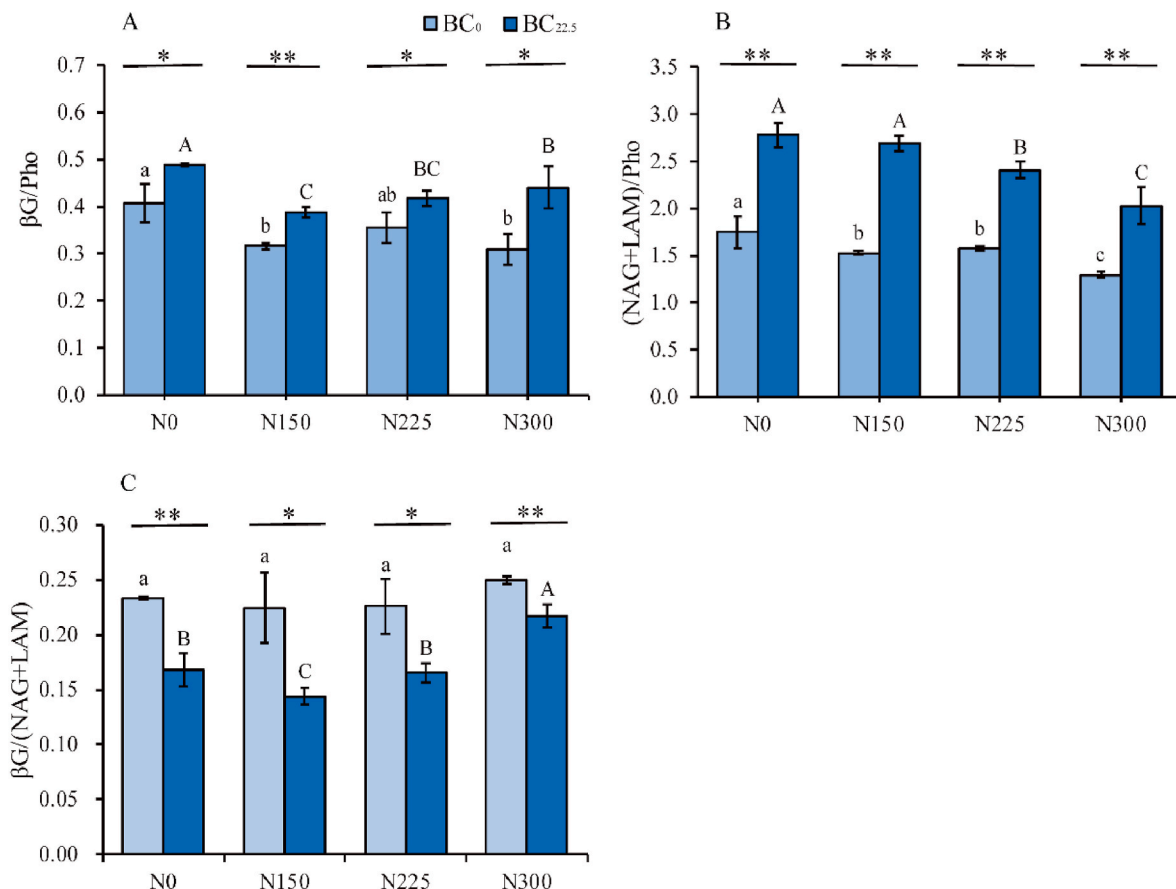 A
BC₀ BC₂₂.₅
* ** * *
0.7
0.6
0.5
0.4
0.3
0.2
0.1
0.0
βG/Pho
a A
b C
ab BC
b B
N0 N150 N225 N300
B
** ** ** **
3.5
3.0
2.5
2.0
1.5
1.0
0.5
0.0
(NAG+LAM)/Pho
a A
b A
b B
c C
N0 N150 N225 N300
C
** * * **
0.30
0.25
0.20
0.15
0.10
0.05
0.00
βG/(NAG+LAM)
a B
a C
a B
a A
N0 N150 N225 N300